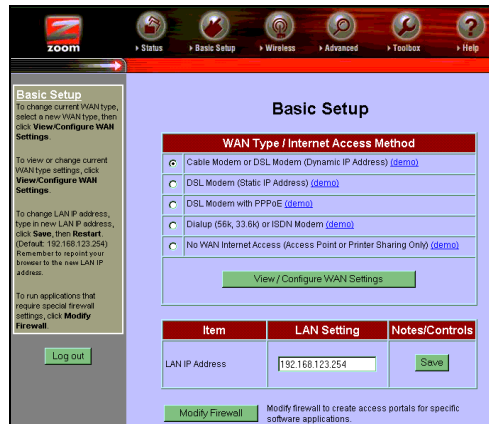 zoom
Status
Basic Setup
Wireless
Advanced
Toolbox
Help
Basic Setup
To change current WAN type,
select a new WAN type, then
click View/Configure WAN
Settings.
To view or change current
WAN type settings, click
View/Configure WAN
Settings.
To change LAN IP address,
type in new LAN IP address,
click Save, then Restart.
(Default: 192.168.123.254)
Remember to repoint your
browser to the new LAN IP
address.
To run applications that
require special firewall
settings, click Modify
Firewall.
Log out
Basic Setup
WAN Type / Internet Access Method
Cable Modem or DSL Modem (Dynamic IP Address) (demo)
DSL Modem (Static IP Address) (demo)
DSL Modem with PPPoE (demo)
Dialup (56k, 33.6k) or ISDN Modem (demo)
No WAN Internet Access (Access Point or Printer Sharing Only) (demo)
View / Configure WAN Settings
Item LAN Setting Notes/Controls
LAN IP Address 192.168.123.254 Save
Modify Firewall
Modify firewall to create access portals for specific
software applications.